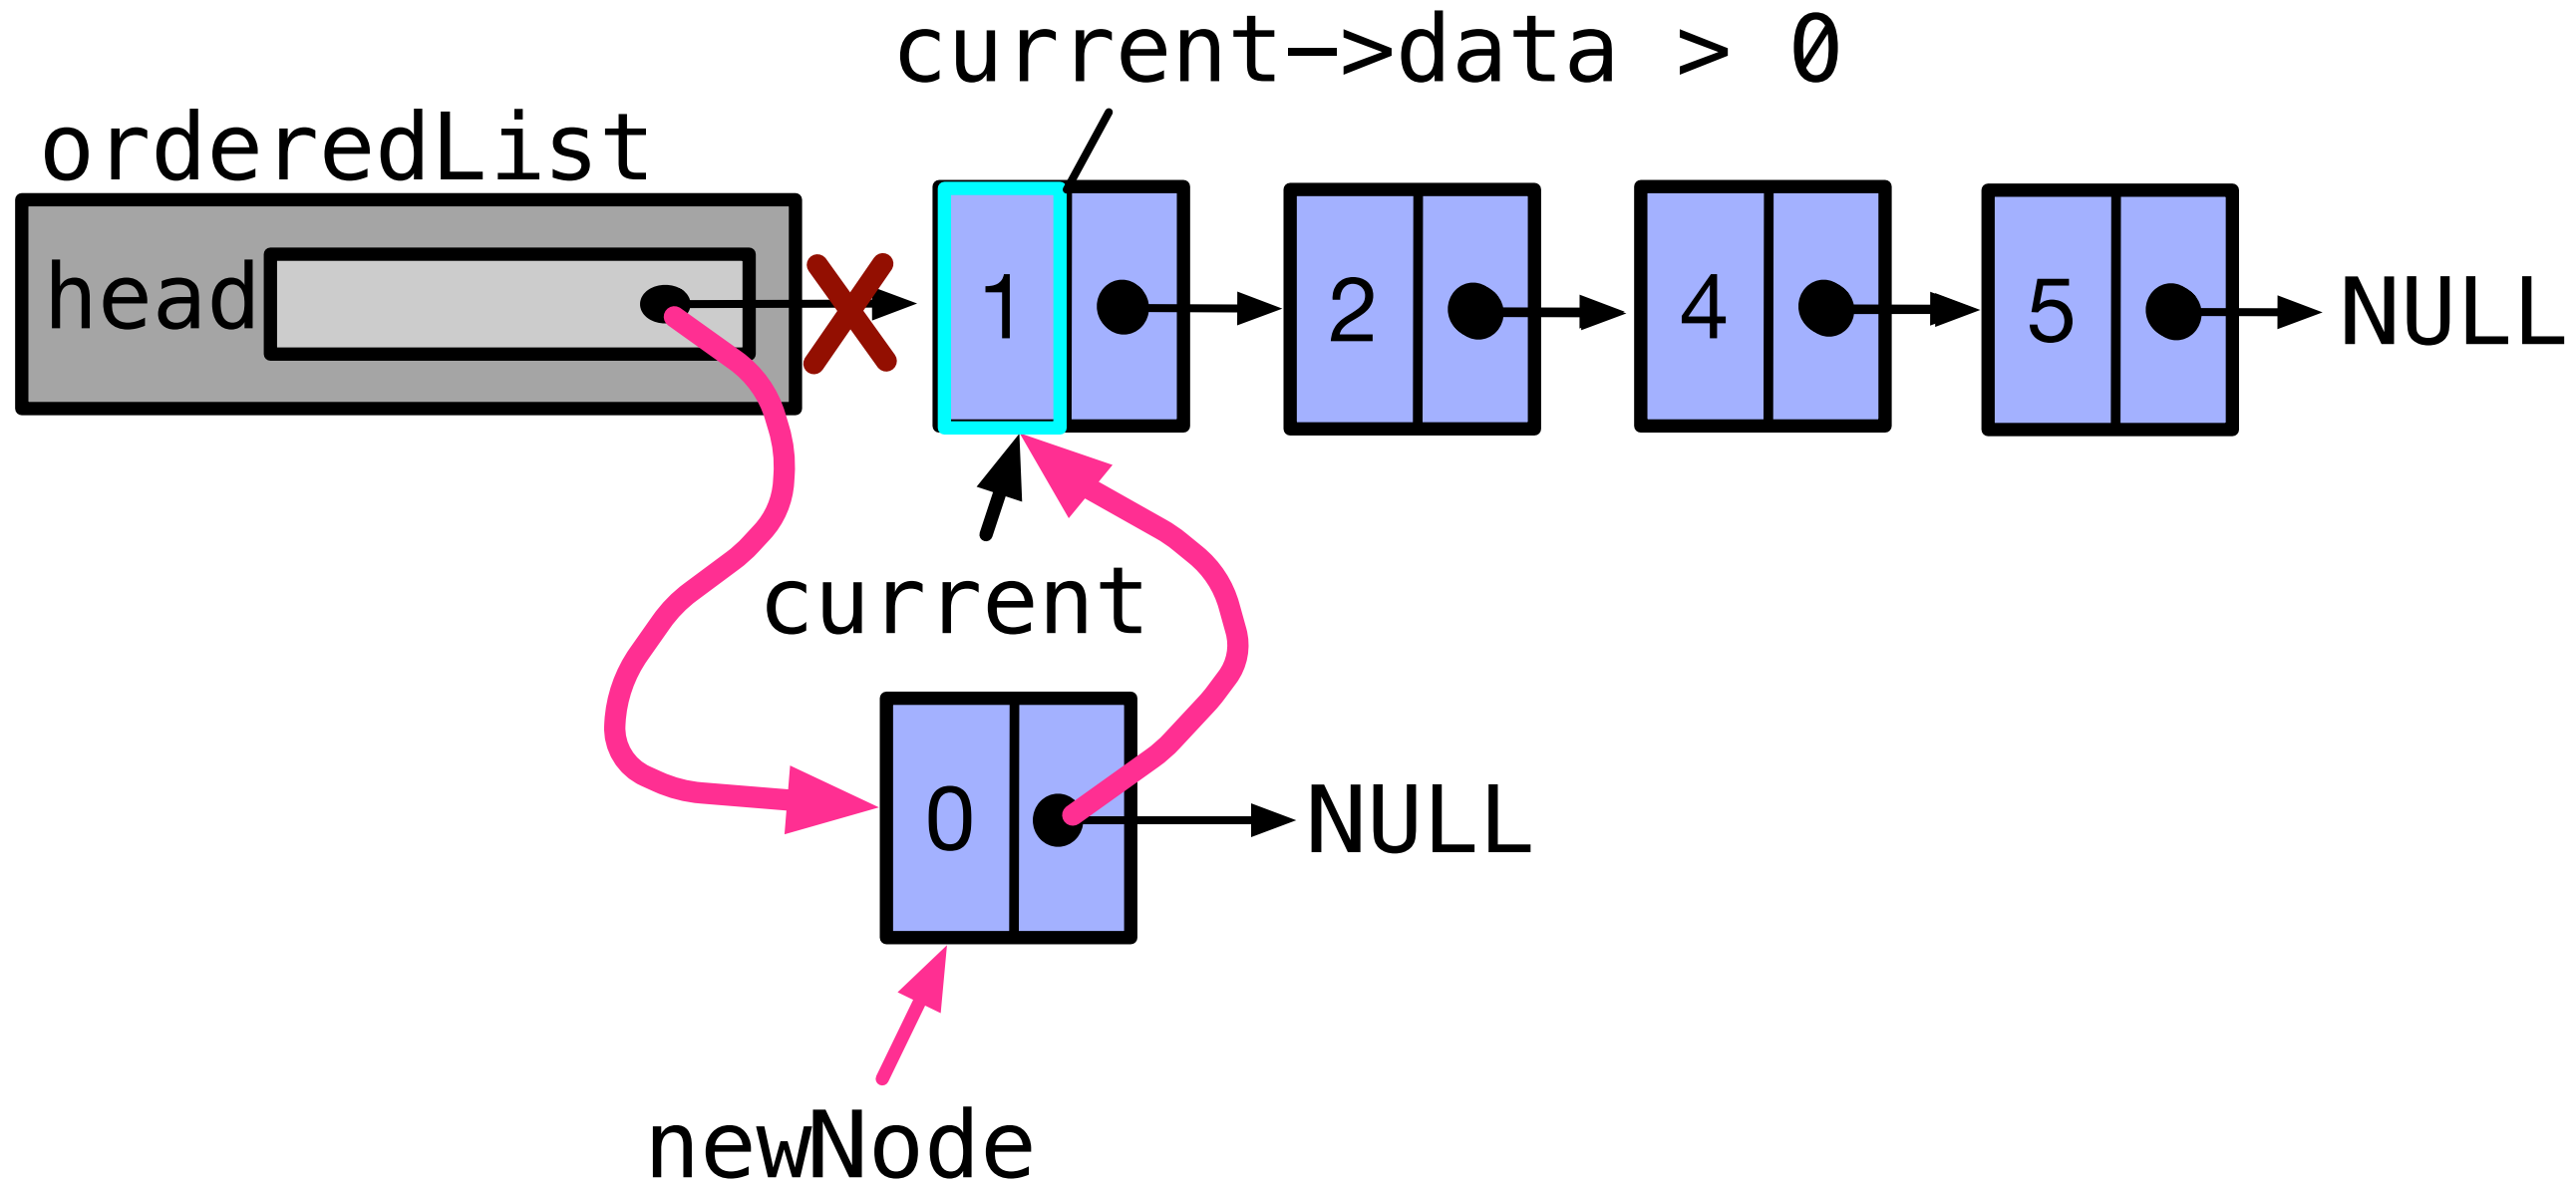 current->data > 0
orderedList
head
1
2
4
5
NULL
current
0
NULL
newNode